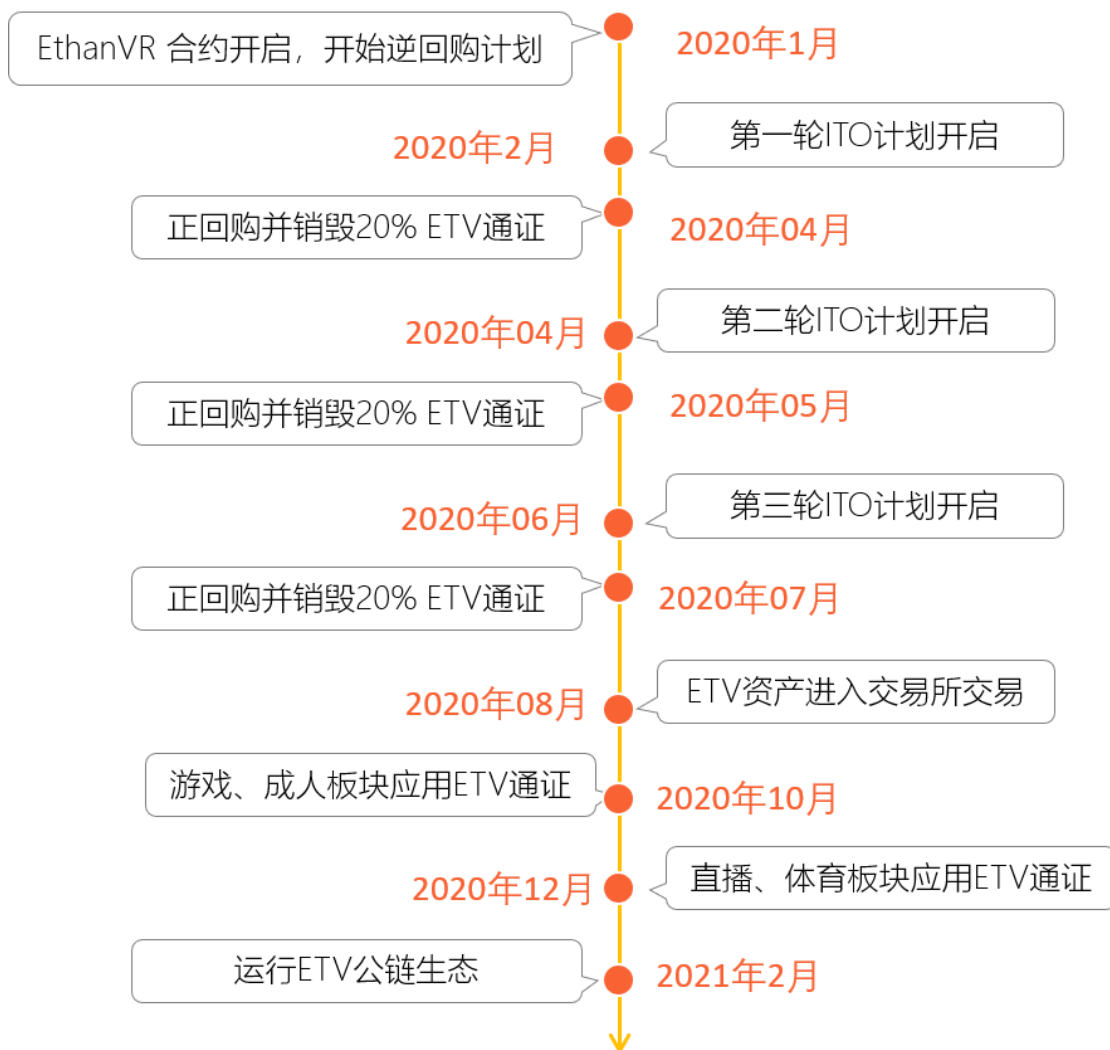 EthanVR 合约开启，开始逆回购计划
2020年1月
2020年2月
第一轮ITO计划开启
正回购并销毁20% ETV通证
2020年04月
2020年04月
第二轮ITO计划开启
正回购并销毁20% ETV通证
2020年05月
2020年06月
第三轮ITO计划开启
正回购并销毁20% ETV通证
2020年07月
2020年08月
ETV资产进入交易所交易
游戏、成人板块应用ETV通证
2020年10月
2020年12月
直播、体育板块应用ETV通证
运行ETV公链生态
2021年2月